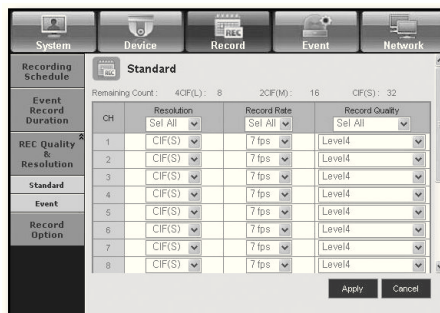 REC
System Device Record Event Network
Recording Schedule
Event Record Duration
REC Quality & Resolution
Standard
Event
Record Option
REC
Standard
Remaining Count : 4CIF(L) : 8 2CIF(M) : 16 CIF(S) : 32
CH Resolution Record Rate Record Quality
Sel All Sel All Sel All
1 CIF(S) 7 fps Level4
2 CIF(S) 7 fps Level4
3 CIF(S) 7 fps Level4
4 CIF(S) 7 fps Level4
5 CIF(S) 7 fps Level4
6 CIF(S) 7 fps Level4
7 CIF(S) 7 fps Level4
8 CIF(S) 7 fps Level4
Apply Cancel